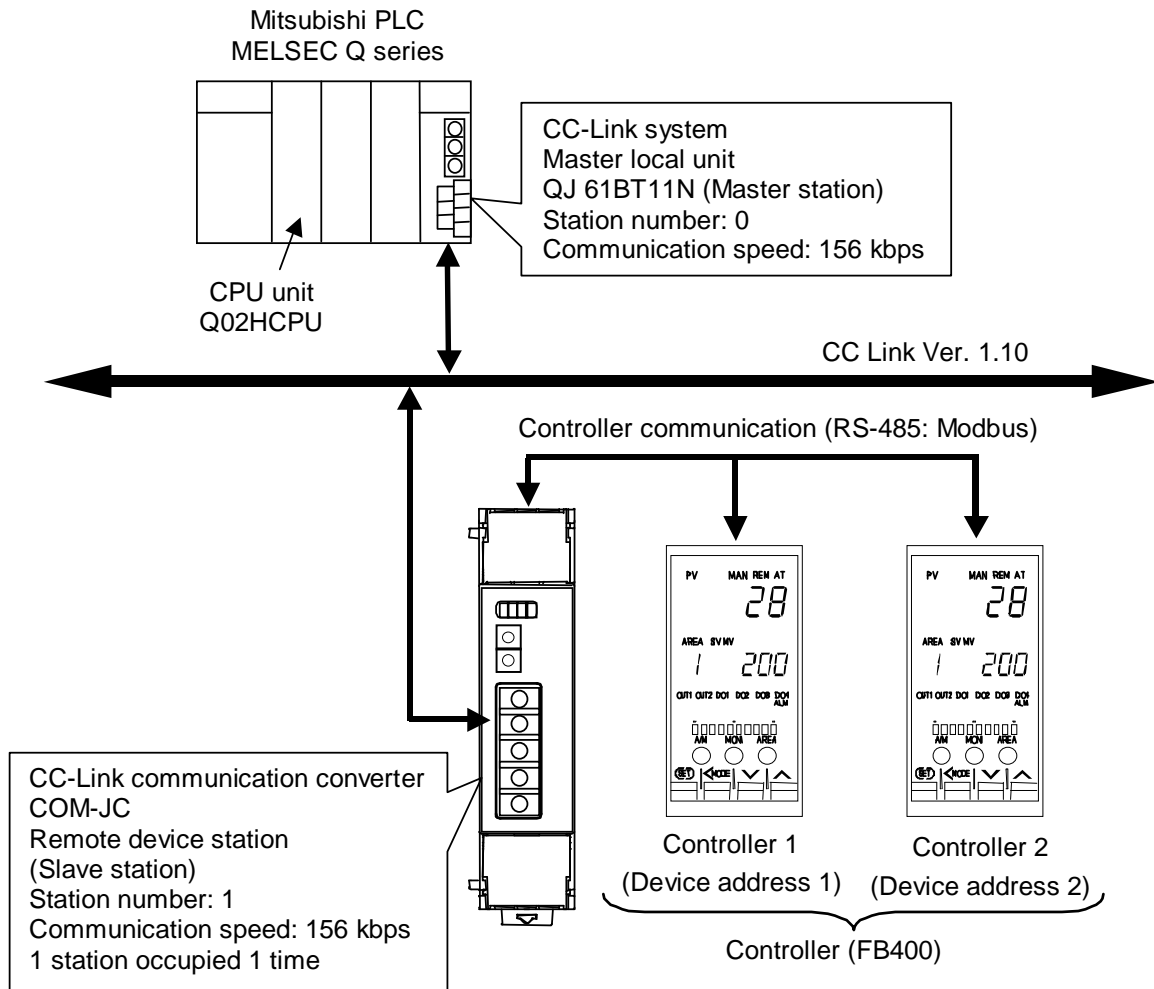 Mitsubishi PLC
MELSEC Q series
CC-Link system
Master local unit
QJ 61BT11N (Master station)
Station number: 0
Communication speed: 156 kbps
CPU unit
Q02HCPU
CC Link Ver. 1.10
Controller communication (RS-485: Modbus)
PV MAN REM AT
28
AREA SV MV
1 200
OUT1 OUT2 DO1 DO2 DO3 DO4
ALM
A/M MONI AREA
SET <MODE
PV MAN REM AT
28
AREA SV MV
1 200
OUT1 OUT2 DO1 DO2 DO3 DO4
ALM
A/M MONI AREA
SET <MODE
CC-Link communication converter
COM-JC
Remote device station
(Slave station)
Station number: 1
Communication speed: 156 kbps
1 station occupied 1 time
Controller 1
(Device address 1)
Controller 2
(Device address 2)
Controller (FB400)